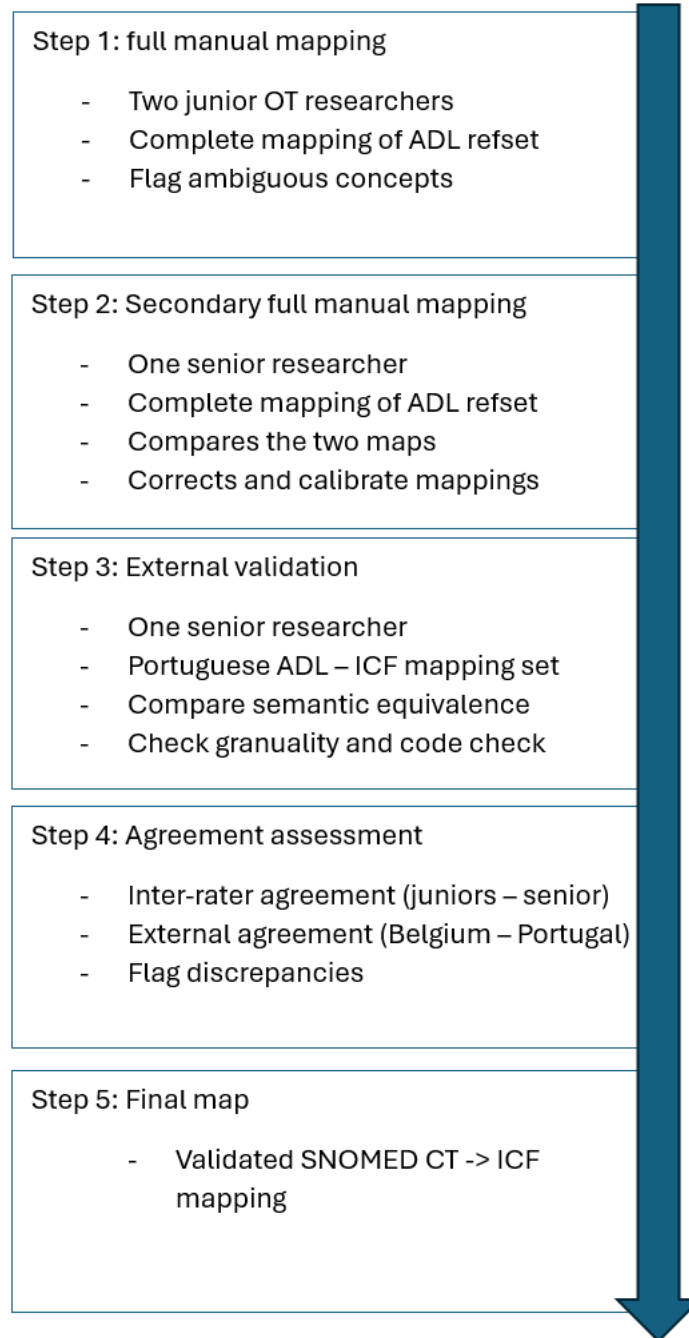 Step 1: full manual mapping
- Two junior OT researchers
- Complete mapping of ADL refset
- Flag ambiguous concepts
Step 2: Secondary full manual mapping
- One senior researcher
- Complete mapping of ADL refset
- Compares the two maps
- Corrects and calibrate mappings
Step 3: External validation
- One senior researcher
- Portuguese ADL – ICF mapping set
- Compare semantic equivalence
- Check granuality and code check
Step 4: Agreement assessment
- Inter-rater agreement (juniors – senior)
- External agreement (Belgium – Portugal)
- Flag discrepancies
Step 5: Final map
- Validated SNOMED CT -> ICF
mapping